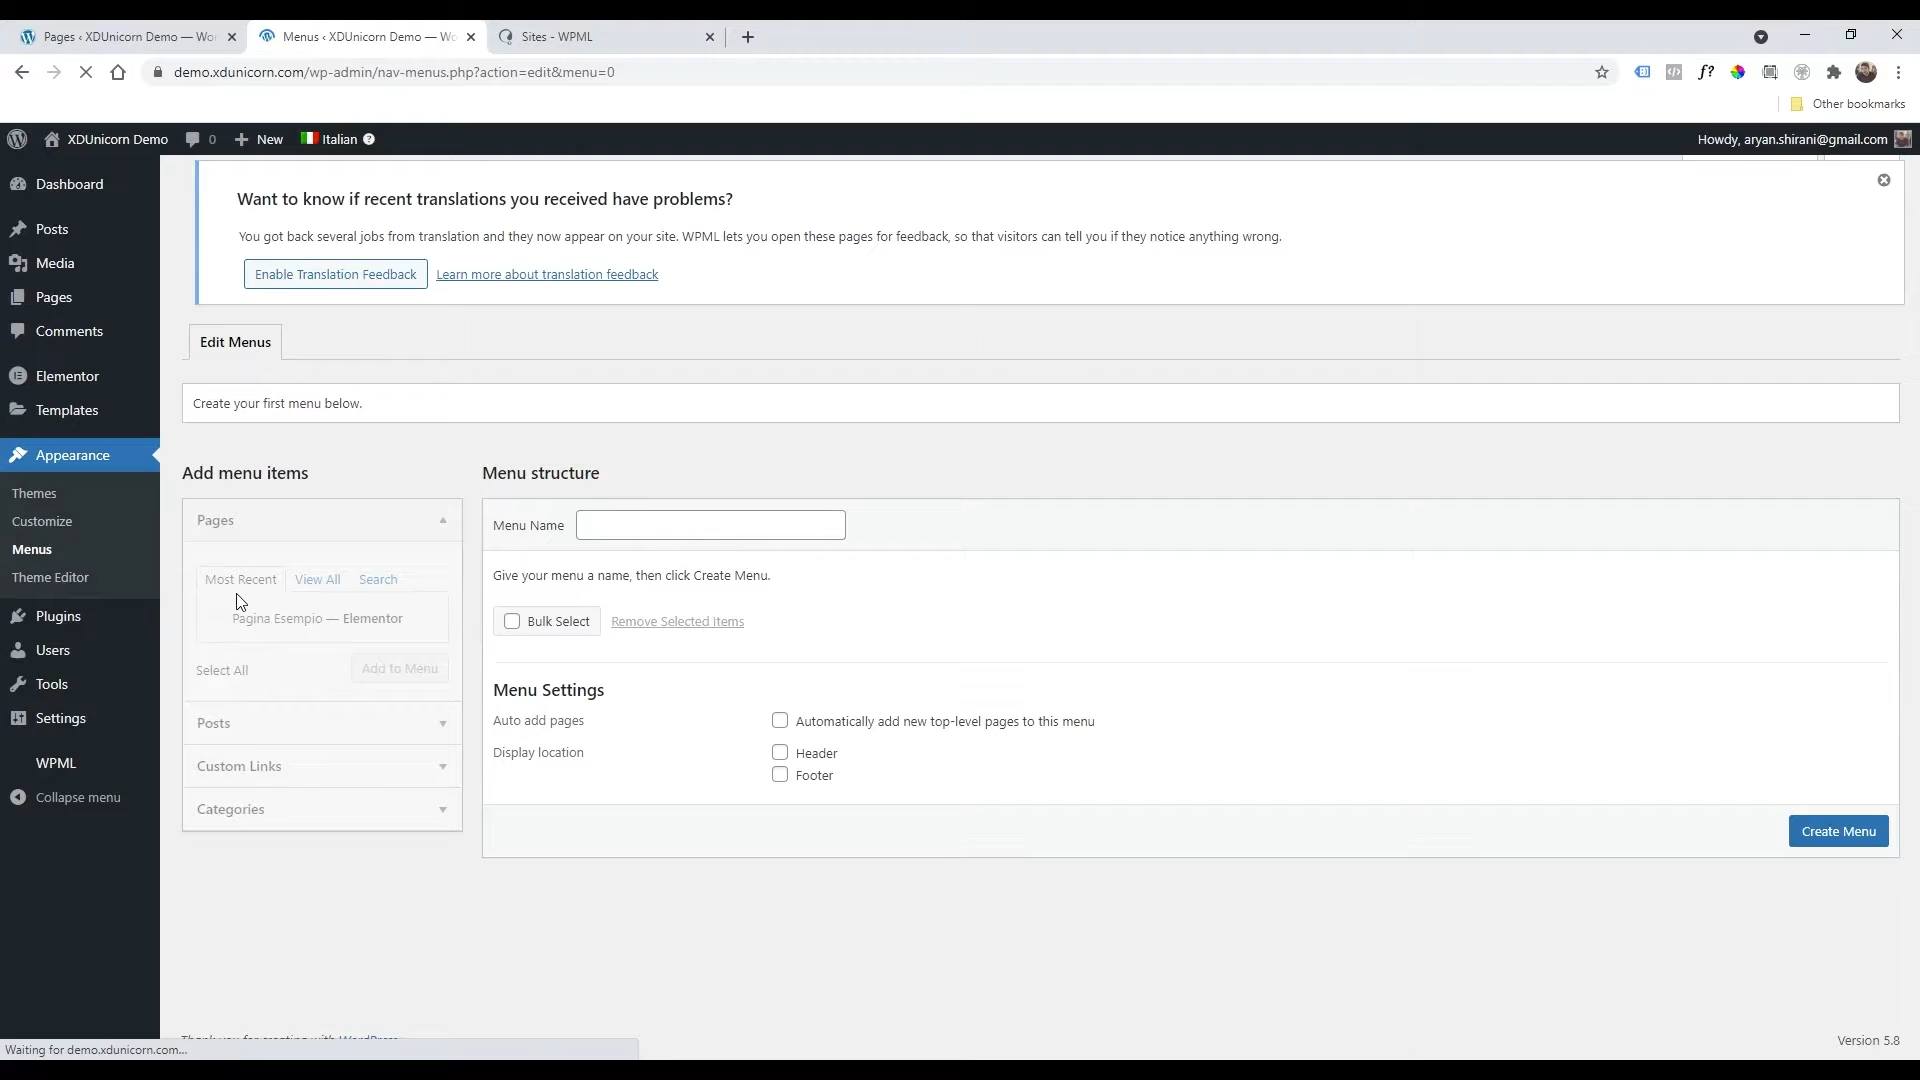 Pages ‹ XDUnicorn Demo — Wor
Menus ‹ XDUnicorn Demo — Wo
Sites - WPML
demo.xdunicorn.com/wp-admin/nav-menus.php?action=edit&menu=0
f?
Other bookmarks
XDUnicorn Demo
0
New
Italian
Howdy, aryan.shirani@gmail.com
Dashboard
Posts
Media
Pages
Comments
Elementor
Templates
Appearance
Themes
Customize
Menus
Theme Editor
Plugins
Users
Tools
Settings
WPML
Collapse menu
Want to know if recent translations you received have problems?
You got back several jobs from translation and they now appear on your site. WPML lets you open these pages for feedback, so that visitors can tell you if they notice anything wrong.
Enable Translation Feedback
Learn more about translation feedback
Edit Menus
Create your first menu below.
Add menu items
Pages
Most Recent
View All
Search
Pagina Esempio — Elementor
Select All
Add to Menu
Posts
Custom Links
Categories
Menu structure
Menu Name
Give your menu a name, then click Create Menu.
Bulk Select
Remove Selected Items
Menu Settings
Auto add pages
Automatically add new top-level pages to this menu
Display location
Header
Footer
Create Menu
Thank you for creating with WordPress.
Version 5.8
Waiting for demo.xdunicorn.com...